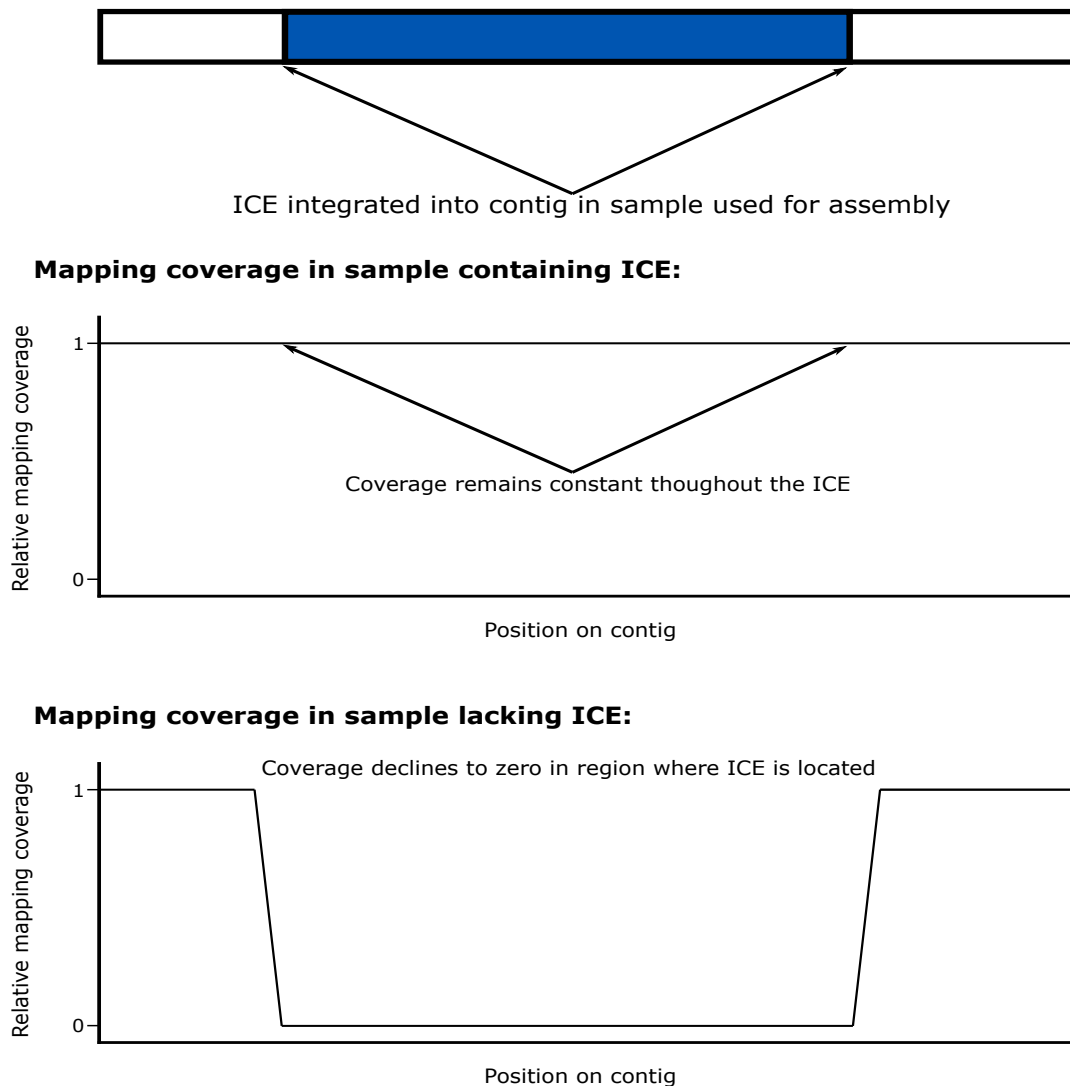 ICE integrated into contig in sample used for assembly
Mapping coverage in sample containing ICE:
Relative mapping coverage
1
Coverage remains constant thoughout the ICE
0
Position on contig
Mapping coverage in sample lacking ICE:
Relative mapping coverage
Coverage declines to zero in region where ICE is located
1
0
Position on contig